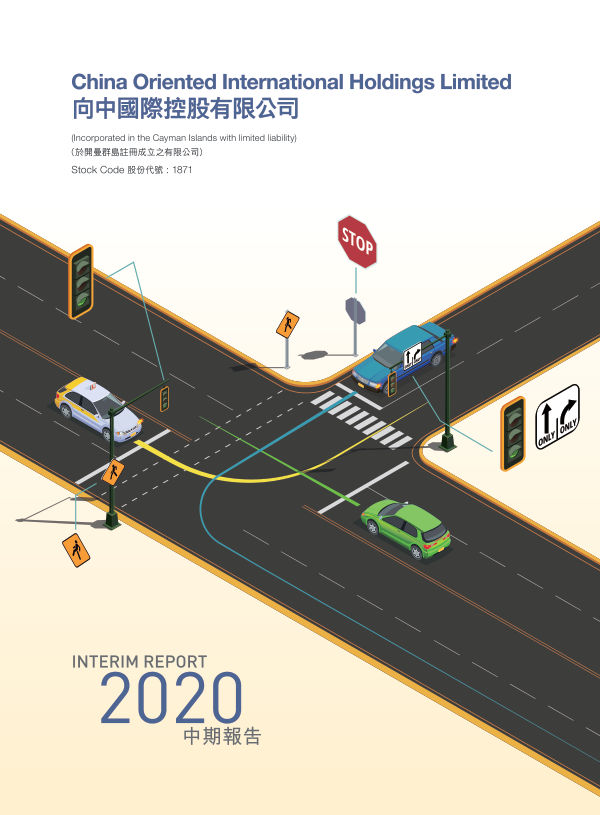 China Oriented International Holdings Limited
向中國際控股有限公司
(Incorporated in the Cayman Islands with limited liability)
(於開曼群島註冊成立之有限公司)
Stock Code 股份代號：1871
STOP
ONLY ONLY
INTERIM REPORT
2020
中期報告